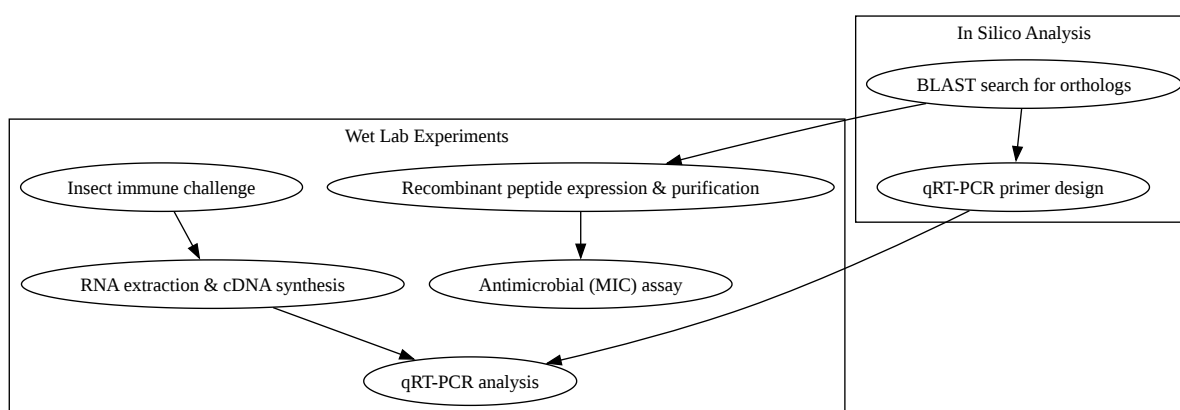 In Silico Analysis
BLAST search for orthologs
Wet Lab Experiments
Insect immune challenge
Recombinant peptide expression & purification
qRT-PCR primer design
RNA extraction & cDNA synthesis
Antimicrobial (MIC) assay
qRT-PCR analysis